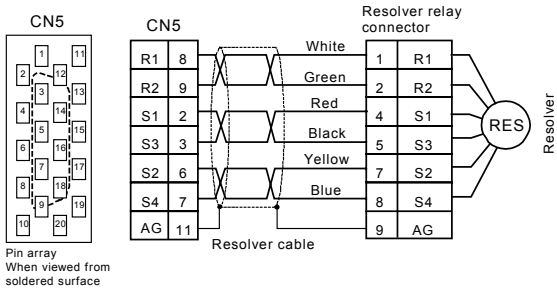 CN5
1 11
2 12
3 13
4 14
5 15
6 16
7 17
8 18
9 19
10 20
Pin array
When viewed from
soldered surface
CN5
R1 8
R2 9
S1 2
S3 3
S2 6
S4 7
AG 11
White
Green
Red
Black
Yellow
Blue
Resolver cable
Resolver relay
connector
1 R1
2 R2
4 S1
5 S3
7 S2
8 S4
9 AG
RES
Resolver